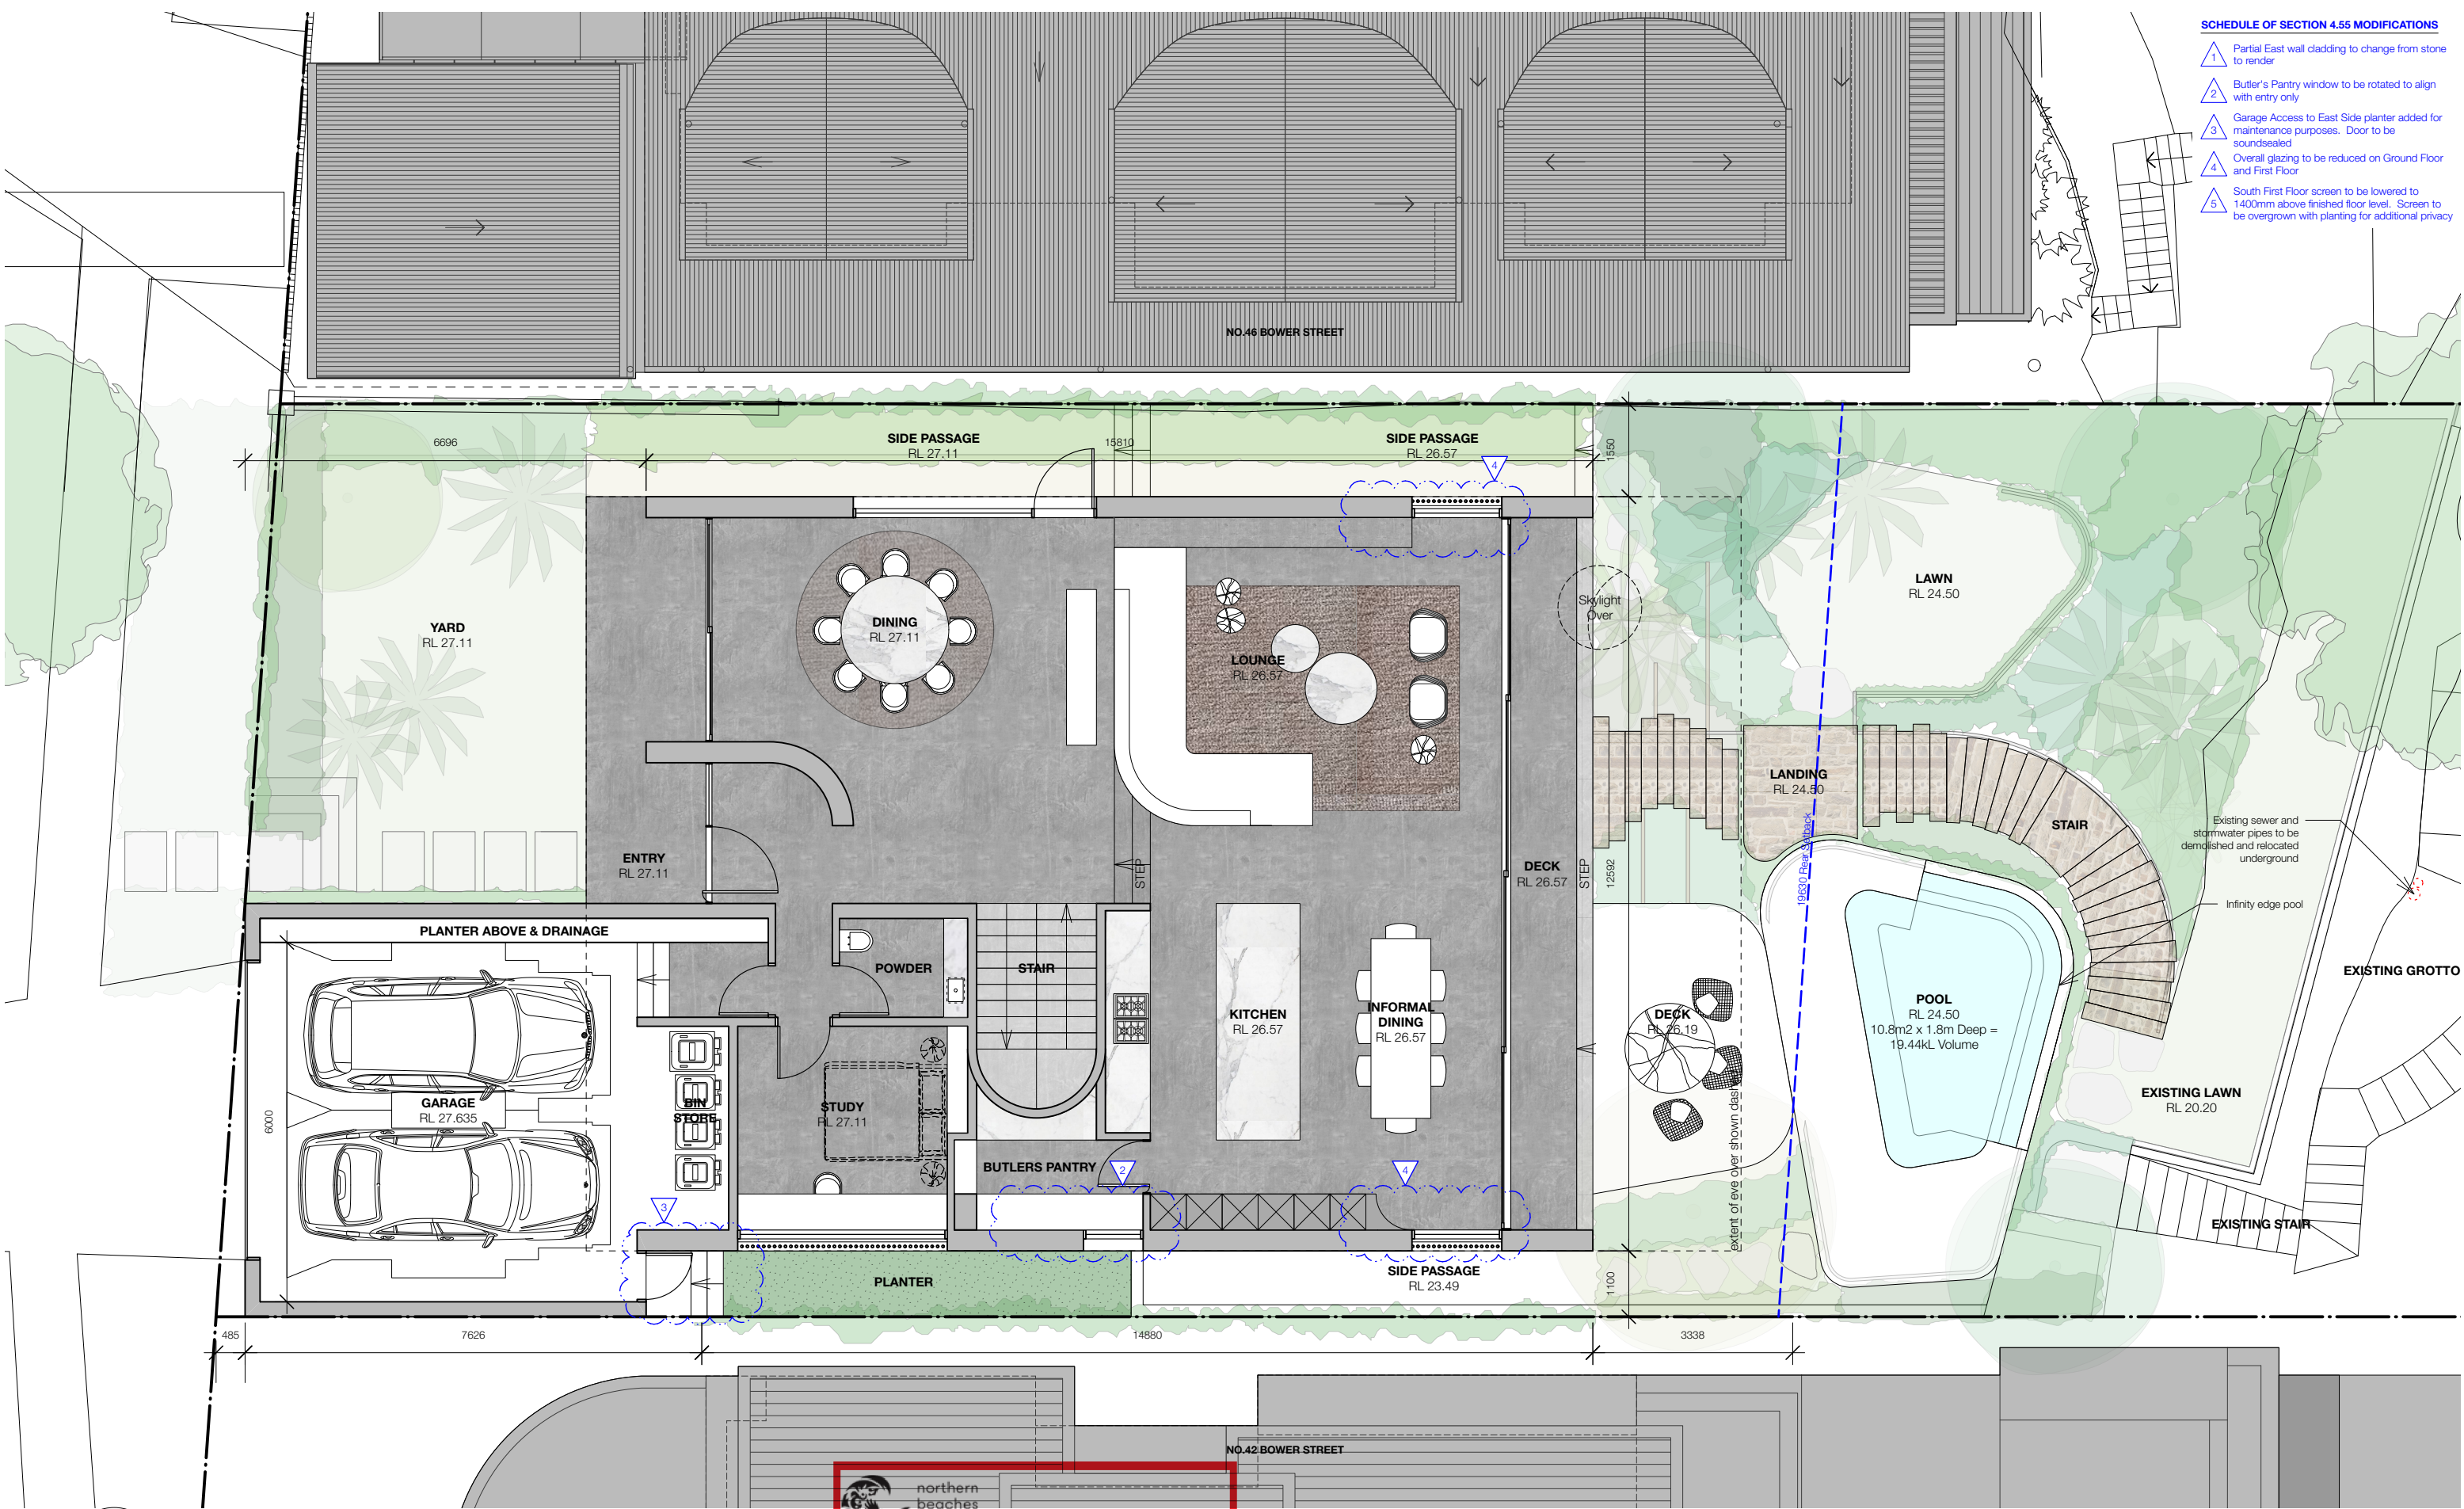 SCHEDULE OF SECTION 4.55 MODIFICATIONS
1
Partial East wall cladding to change from stone
to render
2
Butler's Pantry window to be rotated to align
with entry only
3
Garage Access to East Side planter added for
maintenance purposes. Door to be
soundsealed
4
Overall glazing to be reduced on Ground Floor
and First Floor
5
South First Floor screen to be lowered to
1400mm above finished floor level. Screen to
be overgrown with planting for additional privacy
NO.46 BOWER STREET
6696
SIDE PASSAGE
RL 27.11
15810
SIDE PASSAGE
RL 26.57
1550
4
YARD
RL 27.11
DINING
RL 27.11
LOUNGE
RL 26.57
Skylight
Over
LAWN
RL 24.50
LANDING
RL 24.50
STAIR
19630 Rear Setback
Existing sewer and
stormwater pipes to be
demolished and relocated
underground
Infinity edge pool
ENTRY
RL 27.11
STEP
DECK
RL 26.57
STEP
12592
PLANTER ABOVE & DRAINAGE
POWDER
STAIR
KITCHEN
RL 26.57
INFORMAL
DINING
RL 26.57
DECK
RL 26.19
POOL
RL 24.50
10.8m2 x 1.8m Deep =
19.44kL Volume
EXISTING GROTTO
6000
GARAGE
RL 27.635
BIN
STORE
STUDY
RL 27.11
BUTLERS PANTRY
2
4
3
extent of eve over shown dash
EXISTING LAWN
RL 20.20
EXISTING STAIR
PLANTER
SIDE PASSAGE
RL 23.49
1100
485
7626
14880
3338
NO.42 BOWER STREET
northern
beaches